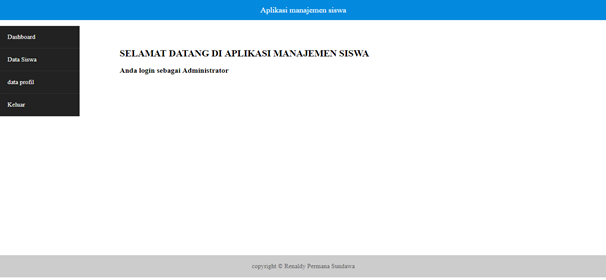 Aplikasi manajemen siswa
Dashboard
Data Siswa
data profil
Keluar
SELAMAT DATANG DI APLIKASI MANAJEMEN SISWA
Anda login sebagai Administrator
copyright © Renaldy Permana Sundawa